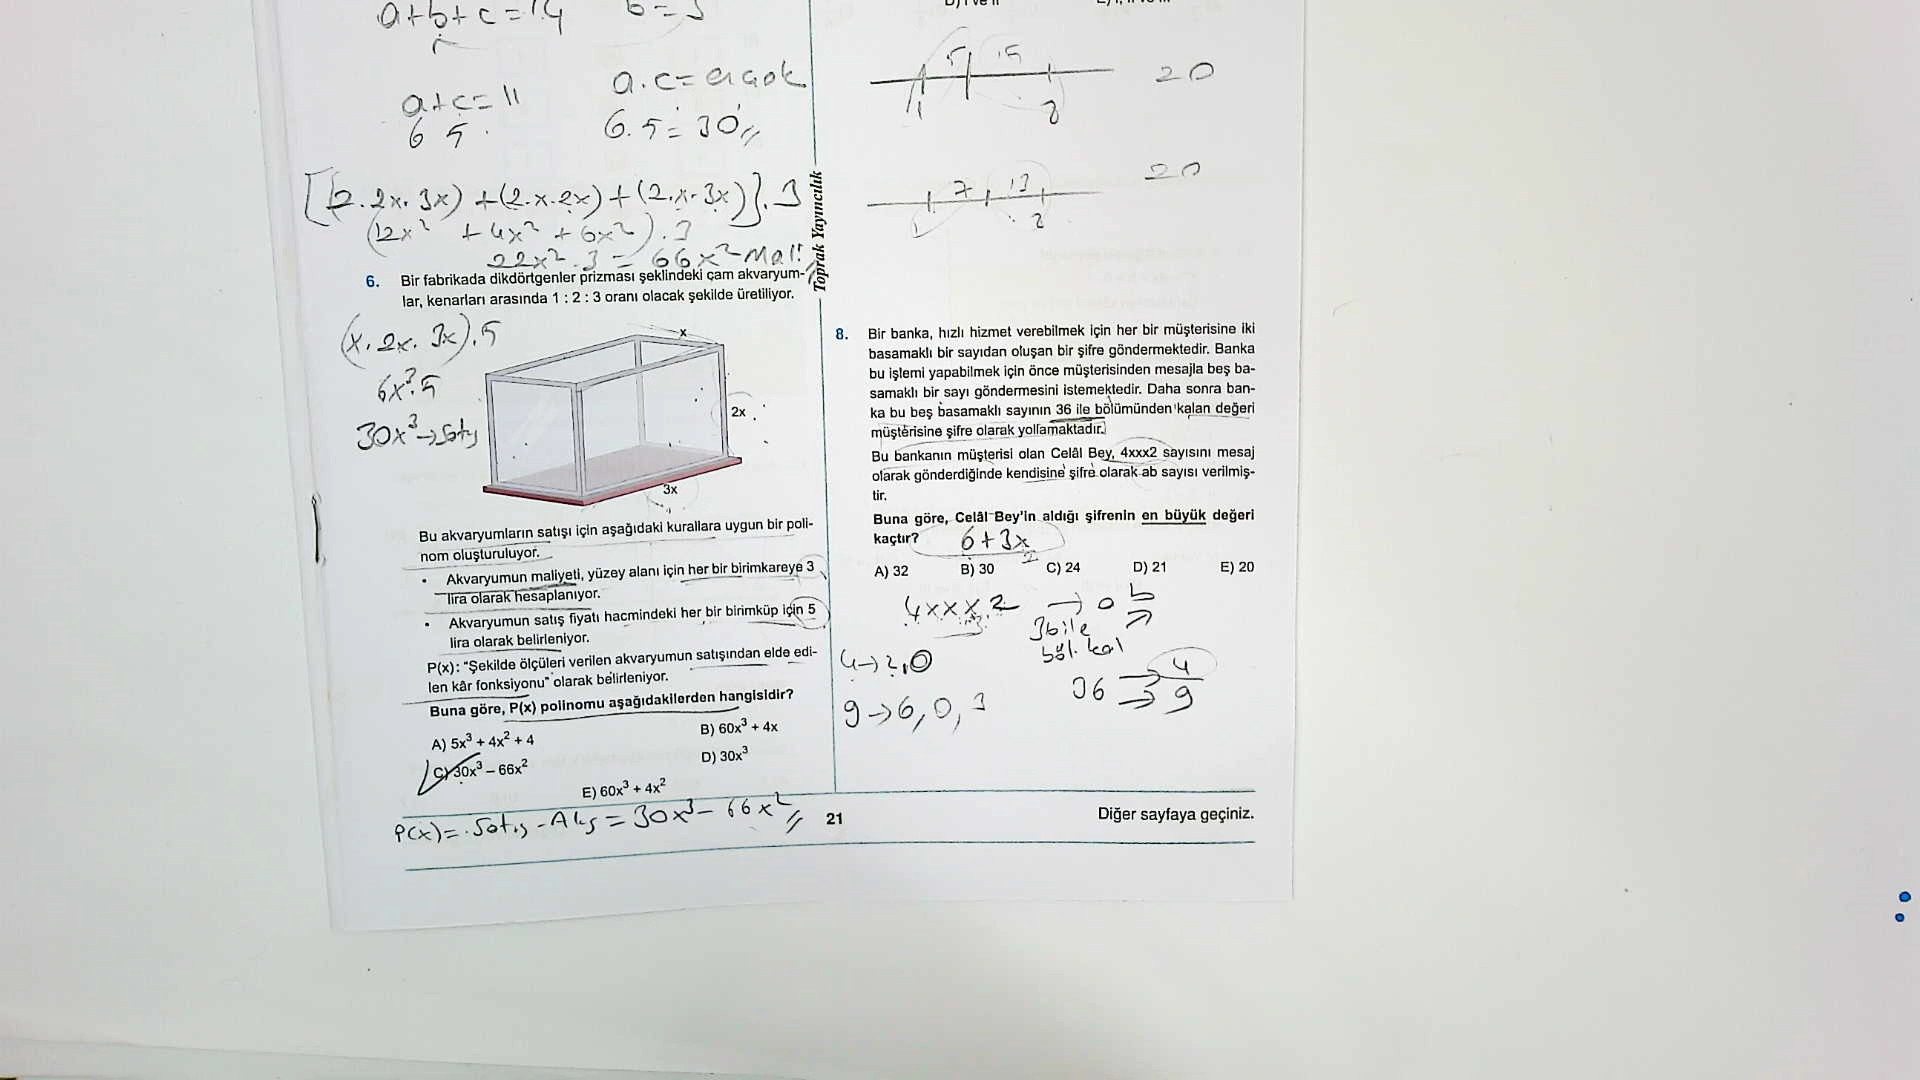 a+b+c=14 b=3
a+c=11
6 5
a.c=
6.5=30
[(2.2x.3x)+(2.x.2x)+(2.x.3x)].3
(12x² + 4x² + 6x²).3
22x².3 = 66x²
6. Bir fabrikada dikdörtgenler prizması şeklindeki cam akvaryum-
lar, kenarları arasında 1 : 2 : 3 oranı olacak şekilde üretiliyor.
(x.2x.3x).5
6x³.5
30x³→Satış
x
2x
3x
Bu akvaryumların satışı için aşağıdaki kurallara uygun bir poli-
nom oluşturuluyor.
• Akvaryumun maliyeti, yüzey alanı için her bir birimkareye 3
lira olarak hesaplanıyor.
• Akvaryumun satış fiyatı hacmindeki her bir birimküp için 5
lira olarak belirleniyor.
P(x): "Şekilde ölçüleri verilen akvaryumun satışından elde edi-
len kâr fonksiyonu" olarak belirleniyor.
Buna göre, P(x) polinomu aşağıdakilerden hangisidir?
A) 5x³ + 4x² + 4 B) 60x³ + 4x
C) 30x³ – 66x² D) 30x³
E) 60x³ + 4x²
P(x)= Satış - Alış = 30x³ - 66x²
Toprak Yayıncılık
5 15 20
7 13 20
8. Bir banka, hızlı hizmet verebilmek için her bir müşterisine iki
basamaklı bir sayıdan oluşan bir şifre göndermektedir. Banka
bu işlemi yapabilmek için önce müşterisinden mesajla beş ba-
samaklı bir sayı göndermesini istemektedir. Daha sonra ban-
ka bu beş basamaklı sayının 36 ile bölümünden kalan değeri
müşterisine şifre olarak yollamaktadır.
Bu bankanın müşterisi olan Celâl Bey, 4xxx2 sayısını mesaj
olarak gönderdiğinde kendisine şifre olarak ab sayısı verilmiş-
tir.
Buna göre, Celâl Bey'in aldığı şifrenin en büyük değeri
kaçtır?
6+3x
A) 32 B) 30 C) 24 D) 21 E) 20
4xxx2 → ab
36 ile
böl. kal
4→2,0
9→6,0,3
36 → 4
→ 9
21
Diğer sayfaya geçiniz.